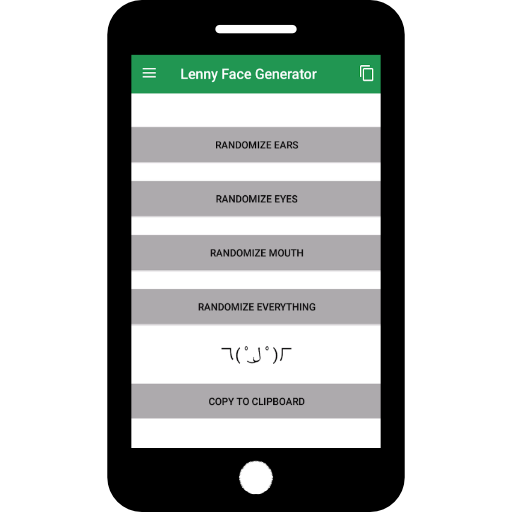 Lenny Face Generator
RANDOMIZE EARS
RANDOMIZE EYES
RANDOMIZE MOUTH
RANDOMIZE EVERYTHING
ㄱ( ͡° ͜ʖ ͡°)ㄏ
COPY TO CLIPBOARD